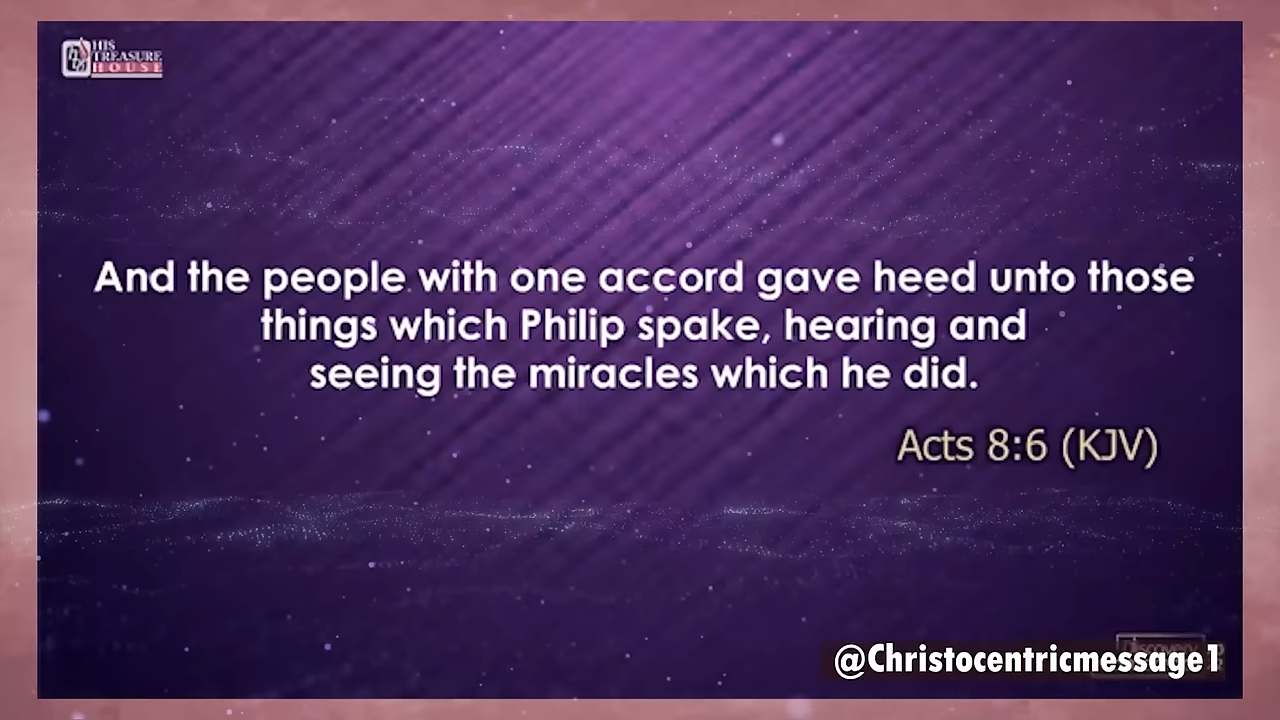 HIS
TREASURE
HOUSE
And the people with one accord gave heed unto those
things which Philip spake, hearing and
seeing the miracles which he did.
Acts 8:6 (KJV)
@Christocentricmessage1